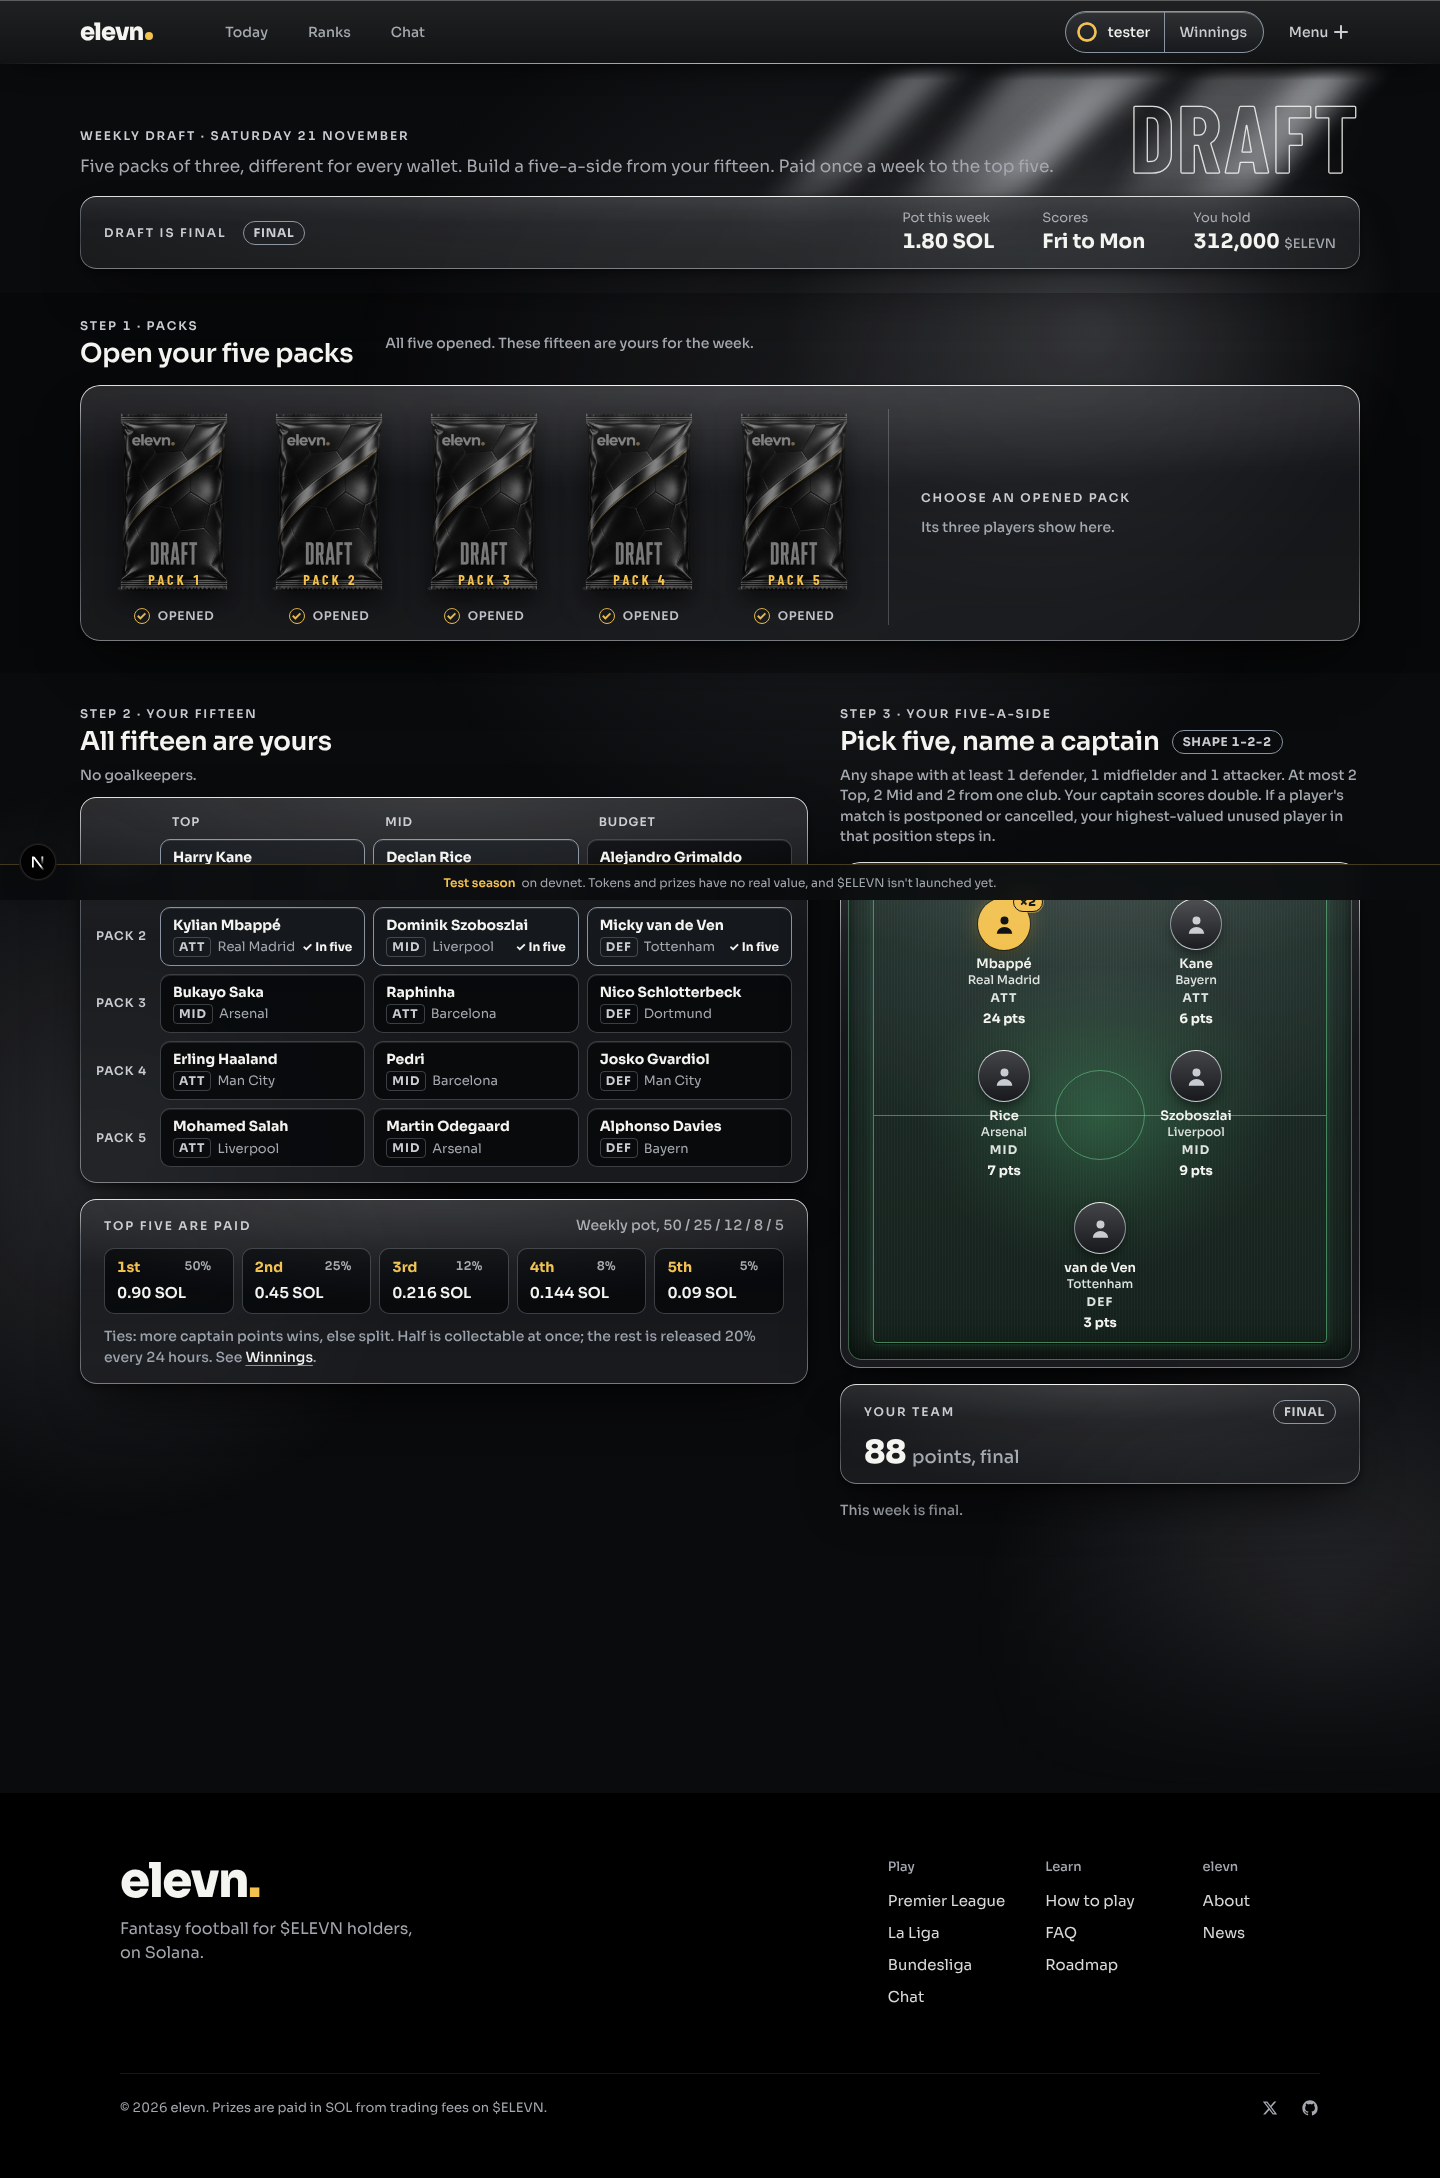 elevn.
Today Ranks Chat
tester Winnings Menu
WEEKLY DRAFT · SATURDAY 21 NOVEMBER
DRAFT
Five packs of three, different for every wallet. Build a five-a-side from your fifteen. Paid once a week to the top five.
DRAFT IS FINAL FINAL
Pot this week Scores You hold
1.80 SOL Fri to Mon 312,000 $ELEVN
STEP 1 · PACKS
Open your five packs
All five opened. These fifteen are yours for the week.
elevn. elevn. elevn. elevn. elevn.
DRAFT DRAFT DRAFT DRAFT DRAFT
PACK 1 PACK 2 PACK 3 PACK 4 PACK 5
OPENED OPENED OPENED OPENED OPENED
CHOOSE AN OPENED PACK
Its three players show here.
STEP 2 · YOUR FIFTEEN
All fifteen are yours
No goalkeepers.
TOP MID BUDGET
Harry Kane Declan Rice Alejandro Grimaldo
PACK 2
Kylian Mbappé Dominik Szoboszlai Micky van de Ven
ATT Real Madrid ✓ In five MID Liverpool ✓ In five DEF Tottenham ✓ In five
PACK 3
Bukayo Saka Raphinha Nico Schlotterbeck
MID Arsenal ATT Barcelona DEF Dortmund
PACK 4
Erling Haaland Pedri Josko Gvardiol
ATT Man City MID Barcelona DEF Man City
PACK 5
Mohamed Salah Martin Odegaard Alphonso Davies
ATT Liverpool MID Arsenal DEF Bayern
TOP FIVE ARE PAID Weekly pot, 50 / 25 / 12 / 8 / 5
1st 50% 2nd 25% 3rd 12% 4th 8% 5th 5%
0.90 SOL 0.45 SOL 0.216 SOL 0.144 SOL 0.09 SOL
Ties: more captain points wins, else split. Half is collectable at once; the rest is released 20%
every 24 hours. See Winnings.
STEP 3 · YOUR FIVE-A-SIDE
Pick five, name a captain SHAPE 1-2-2
Any shape with at least 1 defender, 1 midfielder and 1 attacker. At most 2
Top, 2 Mid and 2 from one club. Your captain scores double. If a player's
match is postponed or cancelled, your highest-valued unused player in
that position steps in.
N
Test season on devnet. Tokens and prizes have no real value, and $ELEVN isn't launched yet.
×2
Mbappé Kane
Real Madrid Bayern
ATT ATT
24 pts 6 pts
Rice Szoboszlai
Arsenal Liverpool
MID MID
7 pts 9 pts
van de Ven
Tottenham
DEF
3 pts
YOUR TEAM FINAL
88 points, final
This week is final.
elevn.
Fantasy football for $ELEVN holders,
on Solana.
Play Learn elevn
Premier League How to play About
La Liga FAQ News
Bundesliga Roadmap
Chat
© 2026 elevn. Prizes are paid in SOL from trading fees on $ELEVN.